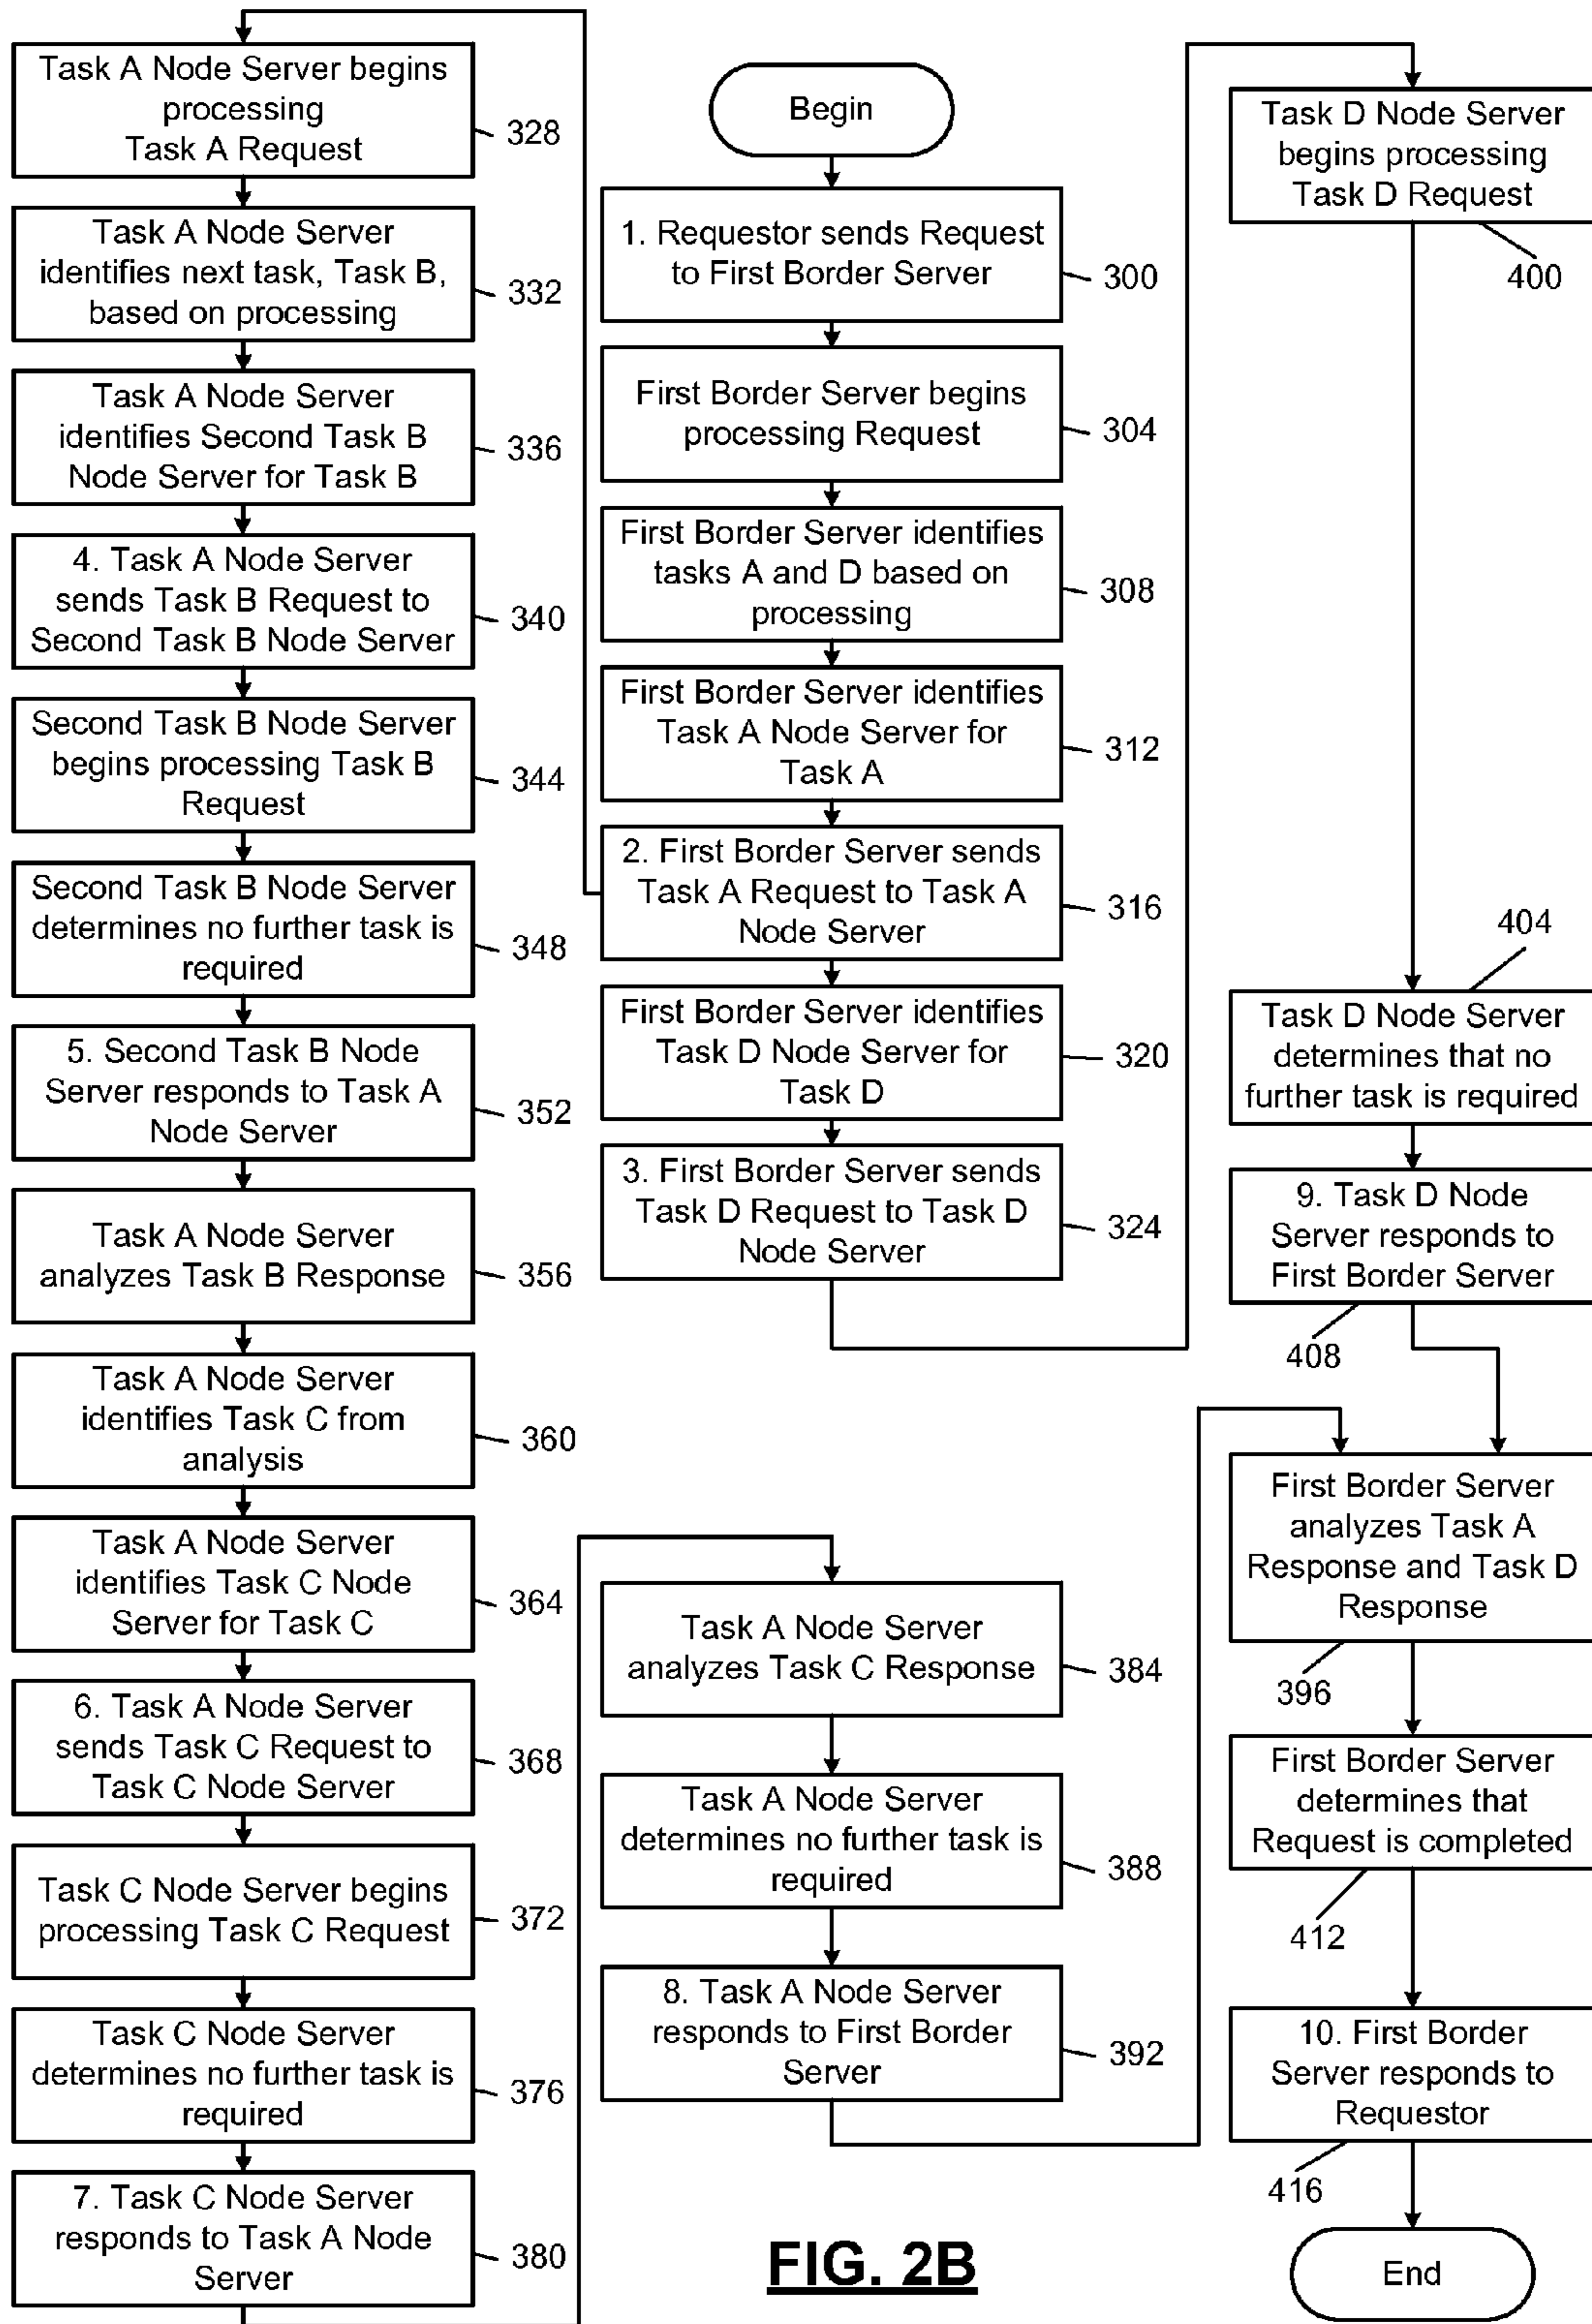 Begin
1. Requestor sends Request
to First Border Server
300
First Border Server begins
processing Request
304
First Border Server identifies
tasks A and D based on
processing
308
First Border Server identifies
Task A Node Server for
Task A
312
2. First Border Server sends
Task A Request to Task A
Node Server
316
First Border Server identifies
Task D Node Server for
Task D
320
3. First Border Server sends
Task D Request to Task D
Node Server
324
Task A Node Server begins
processing
Task A Request
328
Task A Node Server
identifies next task, Task B,
based on processing
332
Task A Node Server
identifies Second Task B
Node Server for Task B
336
4. Task A Node Server
sends Task B Request to
Second Task B Node Server
340
Second Task B Node Server
begins processing Task B
Request
344
Second Task B Node Server
determines no further task is
required
348
5. Second Task B Node
Server responds to Task A
Node Server
352
Task A Node Server
analyzes Task B Response
356
Task A Node Server
identifies Task C from
analysis
360
Task A Node Server
identifies Task C Node
Server for Task C
364
6. Task A Node Server
sends Task C Request to
Task C Node Server
368
Task C Node Server begins
processing Task C Request
372
Task C Node Server
determines no further task is
required
376
7. Task C Node Server
responds to Task A Node
Server
380
Task A Node Server
analyzes Task C Response
384
Task A Node Server
determines no further task is
required
388
8. Task A Node Server
responds to First Border
Server
392
Task D Node Server
begins processing
Task D Request
400
404
Task D Node Server
determines that no
further task is required
9. Task D Node
Server responds to
First Border Server
408
First Border Server
analyzes Task A
Response and Task D
Response
396
First Border Server
determines that
Request is completed
412
10. First Border
Server responds to
Requestor
416
End
FIG. 2B